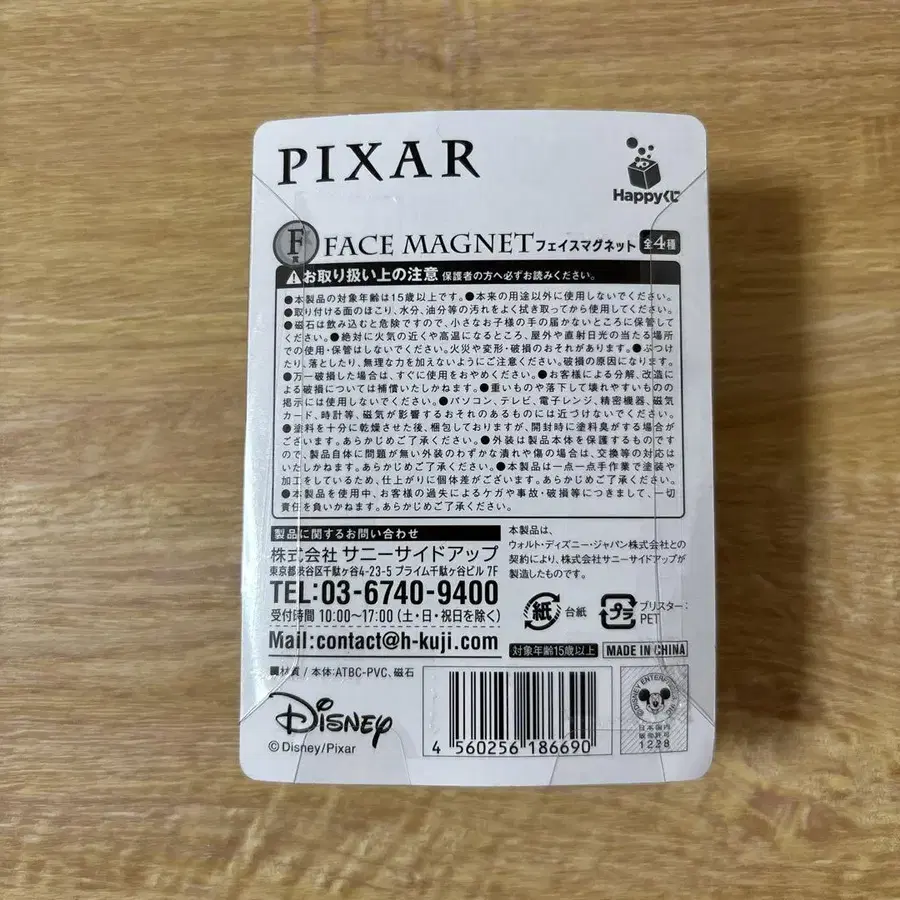 PIXAR
Happyくじ
F賞 FACE MAGNET フェイスマグネット 全4種
お取り扱い上の注意 保護者の方へ必ずお読みください。
●本製品の対象年齢は15歳以上です。●本来の用途以外に使用しないでください。
●取り付ける面のほこり、水分、油分等の汚れをよく拭き取ってから使用してください。
●磁石は飲み込むと危険ですので、小さなお子様の手の届かないところに保管して
ください。●絶対に火気の近くや高温になるところ、屋外や直射日光の当たる場所
での使用・保管はしないでください。火災や変形・破損のおそれがあります。●ぶつけ
たり、落としたり、無理な力を加えないようにご注意ください。破損の原因になります。
●万一破損した場合は、すぐに使用をおやめください。●お客様による分解、改造に
よる破損については補償いたしかねます。●重いものや落下して壊れやすいものの
掲示には使用しないでください。●パソコン、テレビ、電子レンジ、精密機器、磁気
カード、時計等、磁気が影響するおそれのあるものには近づけないでください。
●塗料を十分に乾燥させた後、梱包しておりますが、開封時に塗料臭がする場合が
ございます。あらかじめご了承ください。●外装は製品本体を保護するものです
ので、製品自体に問題が無い外装のわずかな潰れや傷の場合は、交換等の対応は
いたしかねます。あらかじめご了承ください。●本製品は一点一点手作業で塗装や
加工をしているため、仕上がりに個体差がございます。あらかじめご了承ください。
●本製品を使用中、お客様の過失によるケガや事故・破損等につきまして、一切
責任を負いかねます。あらかじめご了承ください。
製品に関するお問い合わせ
株式会社 サニーサイドアップ
東京都渋谷区千駄ヶ谷4-23-5 プライム千駄ヶ谷ビル 7F
TEL:03-6740-9400
受付時間 10:00〜17:00(土・日・祝日を除く)
Mail:contact@h-kuji.com
本製品は、
ウォルト・ディズニー・ジャパン株式会社との
契約により、株式会社サニーサイドアップが
製造したものです。
紙 台紙
プラ ブリスター:
PET
対象年齢15歳以上 MADE IN CHINA
■材質/本体:ATBC-PVC、磁石
Disney
©Disney/Pixar
4 560256 186690
©DISNEY ENTERPRISES
日本国内
販売許可
1228